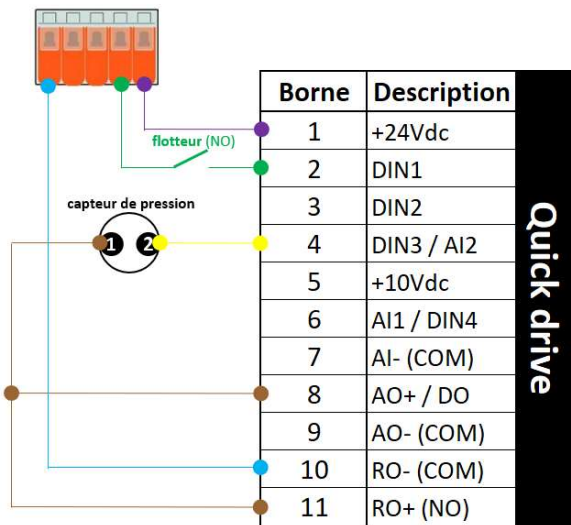 Borne Description
1 +24Vdc
flotteur (NO)
2 DIN1
3 DIN2
capteur de pression
1 2
4 DIN3 / AI2
5 +10Vdc
6 AI1 / DIN4
7 AI- (COM)
8 AO+ / DO
9 AO- (COM)
10 RO- (COM)
11 RO+ (NO)
Quick drive